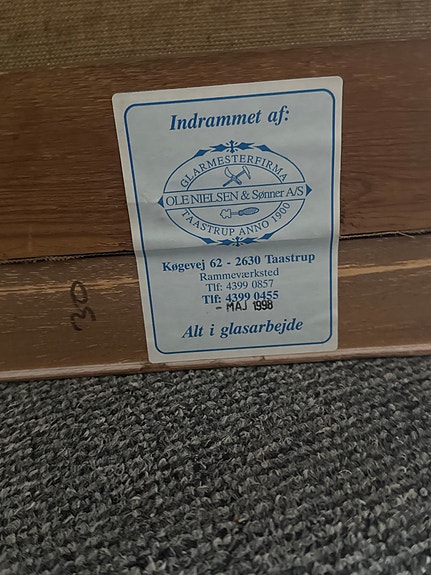 Indrammet af:
GLARMESTERFIRMA
OLE NIELSEN & Sønner A/S
TAASTRUP ANNO 1900
Køgevej 62 - 2630 Taastrup
Rammeværksted
Tlf: 4399 0857
Tlf: 4399 0455
- MAJ 1998
Alt i glasarbejde
30